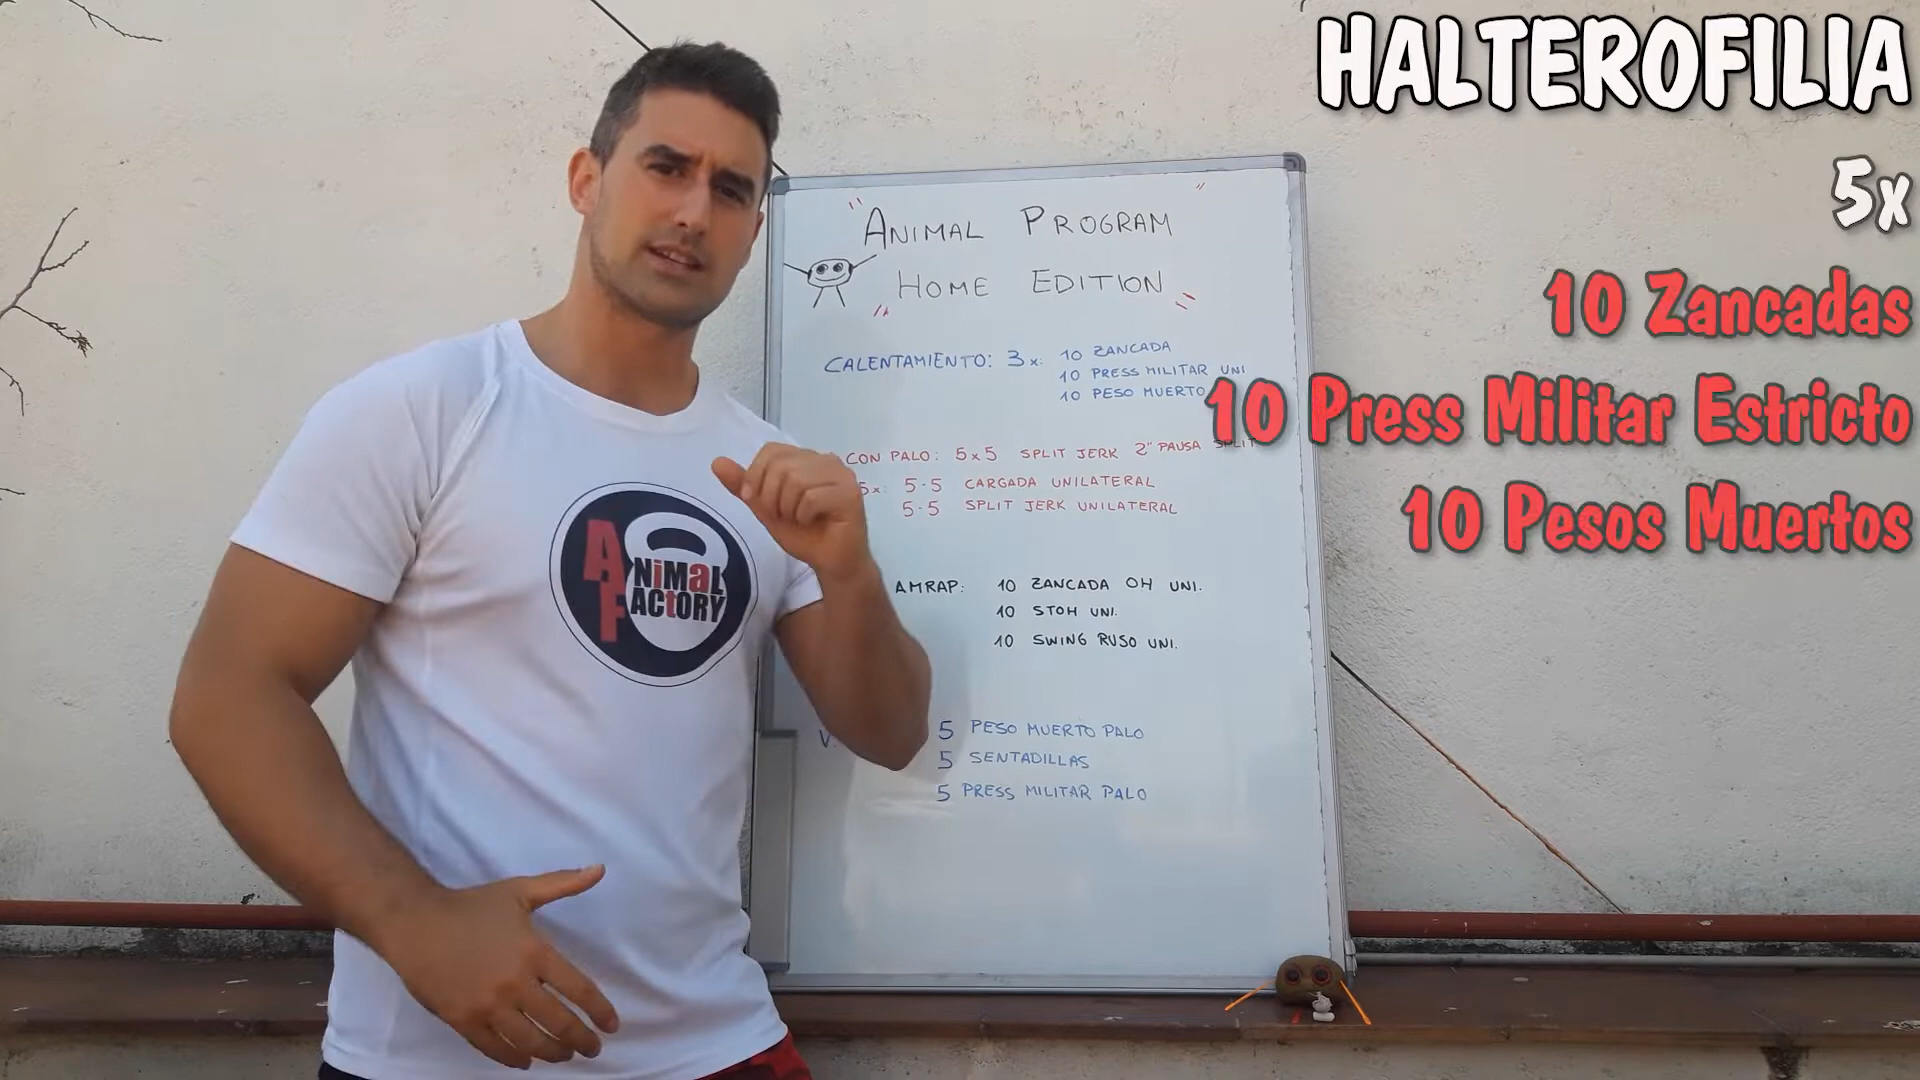 HALTEROFILIA
5x
10 Zancadas
10 Press Militar Estricto
10 Pesos Muertos
" ANIMAL PROGRAM "
" HOME EDITION "
CALENTAMIENTO: 3x: 10 ZANCADA
10 PRESS MILITAR UNI
10 PESO MUERTO
CON PALO: 5x5 SPLIT JERK 2" PAUSA SPLIT
5x: 5-5 CARGADA UNILATERAL
5-5 SPLIT JERK UNILATERAL
AMRAP: 10 ZANCADA OH UNI.
10 STOH UNI.
10 SWING RUSO UNI.
V. 5 PESO MUERTO PALO
5 SENTADILLAS
5 PRESS MILITAR PALO
AF ANiMaL
FACtORY